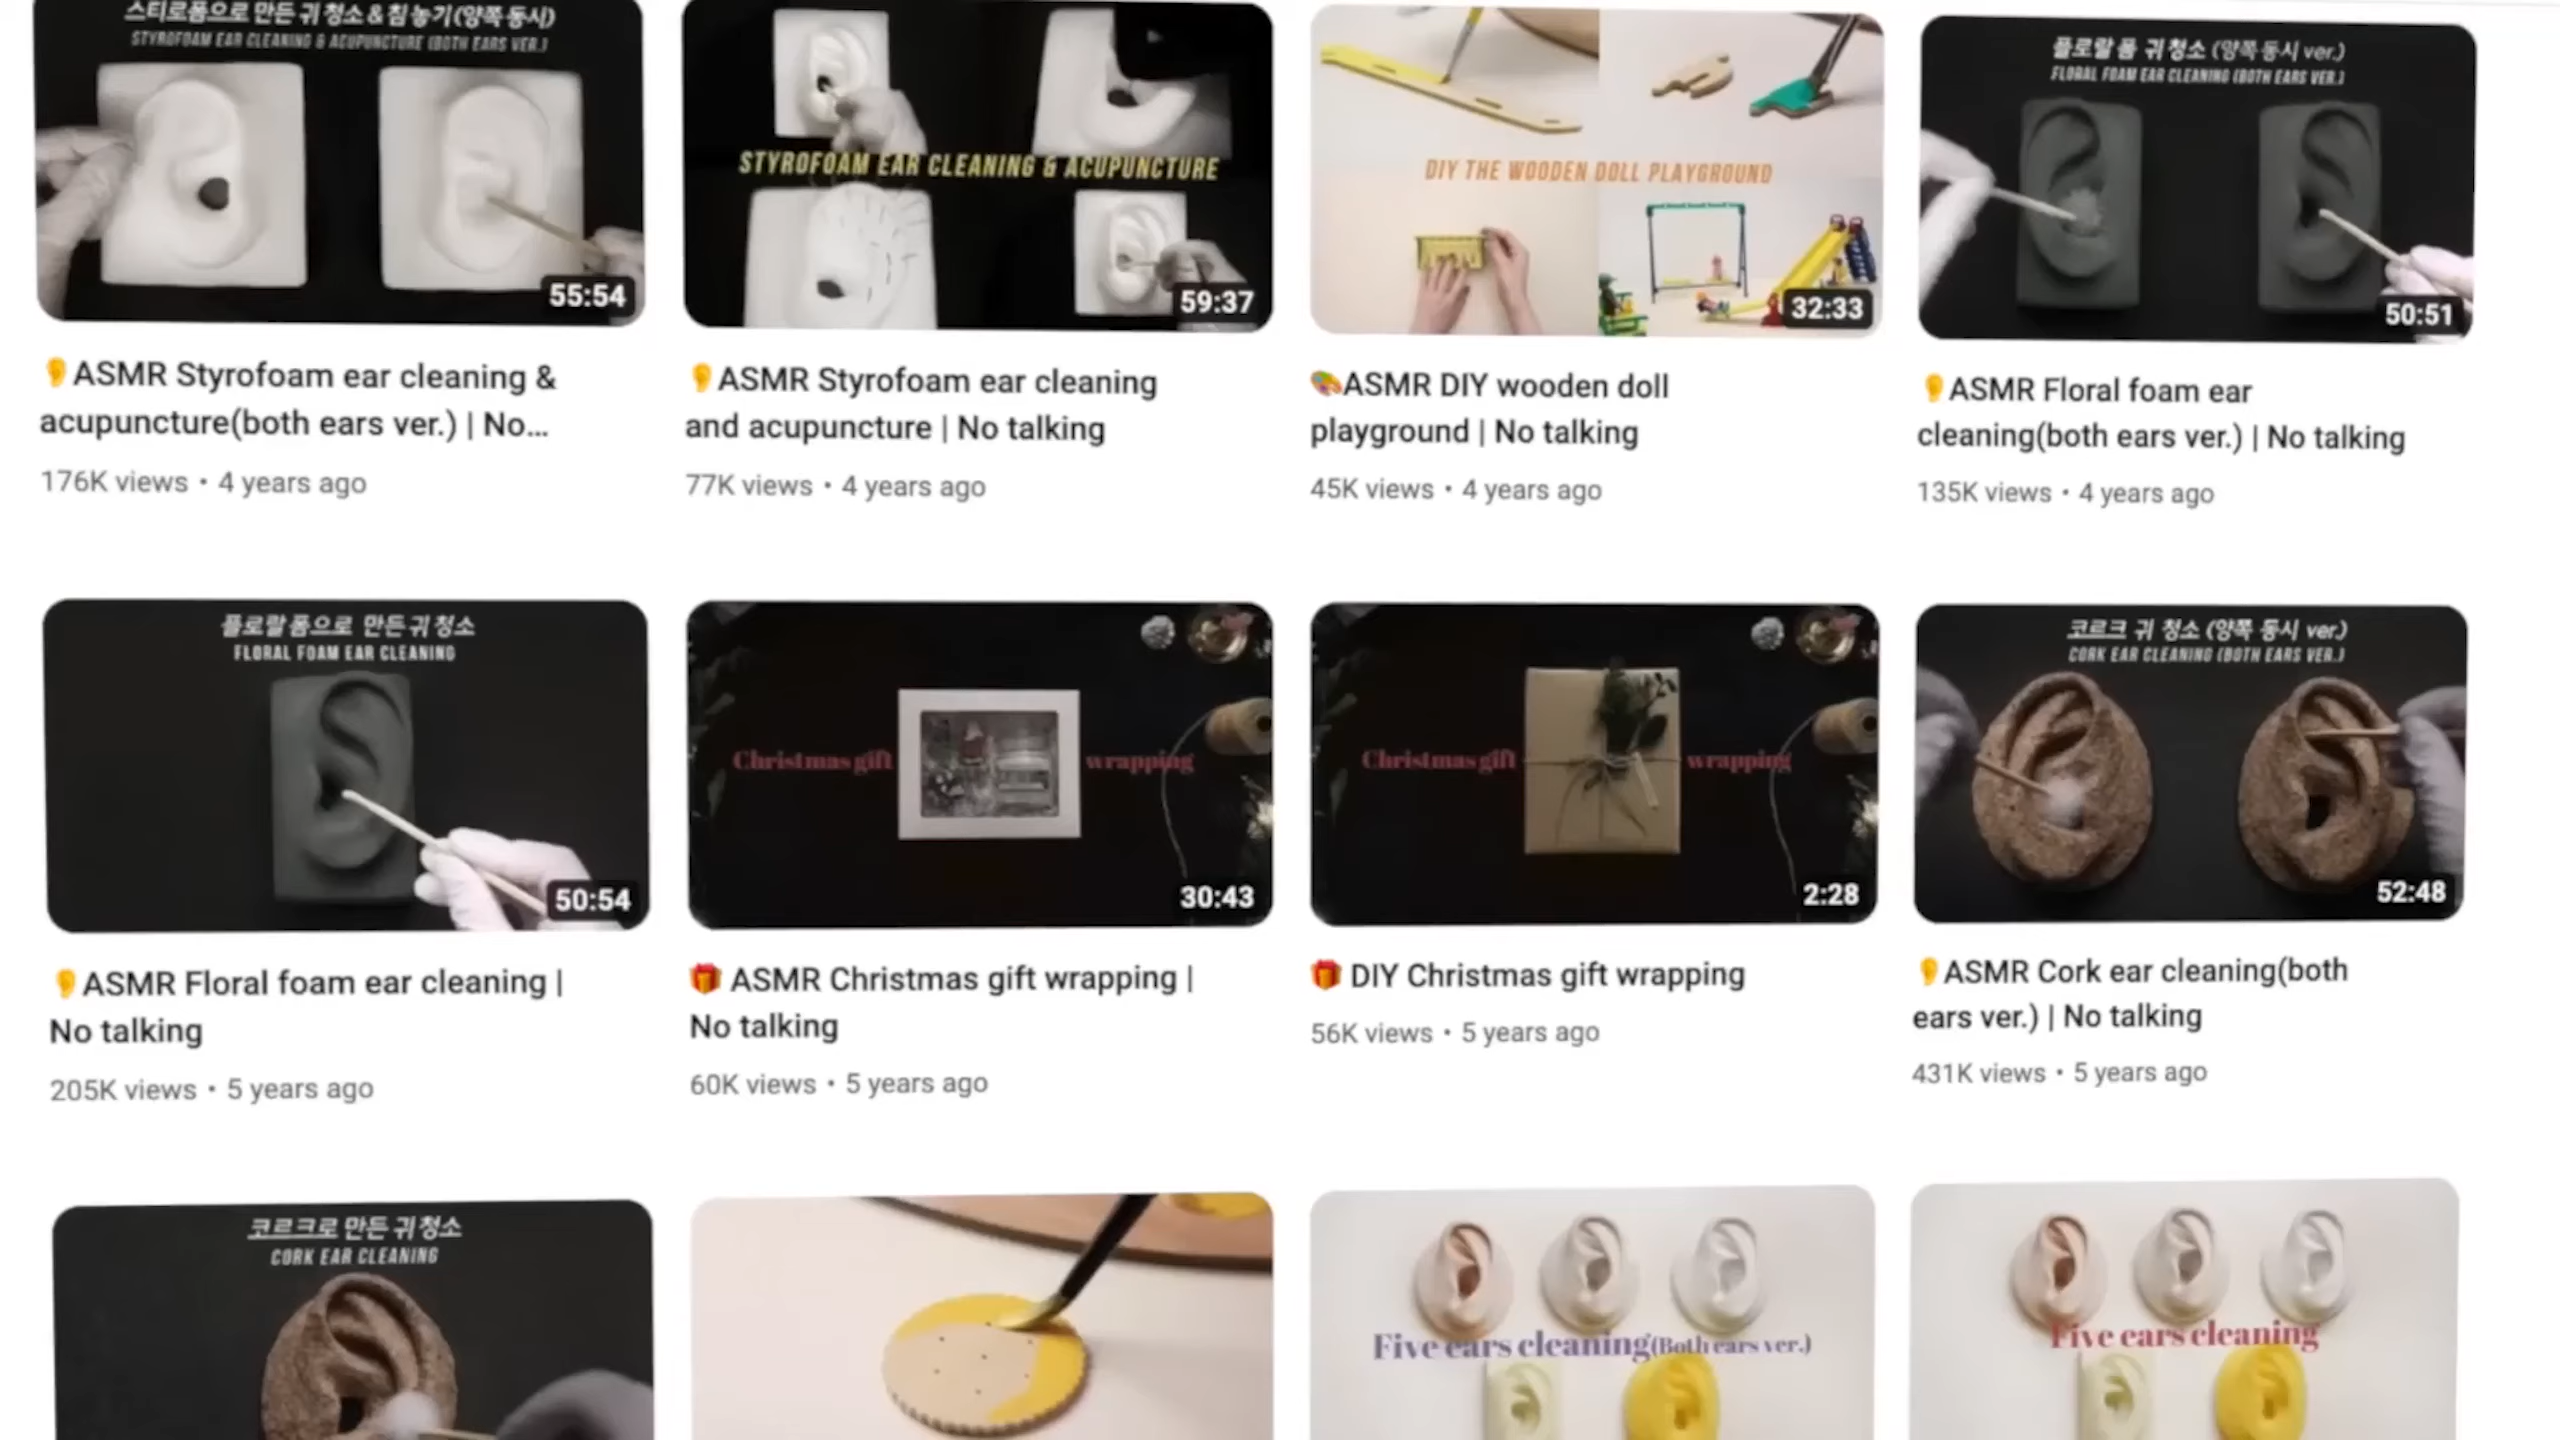 스티로폼으로 만든 귀 청소 & 침 놓기(양쪽 동시)
STYROFOAM EAR CLEANING & ACUPUNCTURE (BOTH EARS VER.)
55:54
STYROFOAM EAR CLEANING & ACUPUNCTURE
59:37
DIY THE WOODEN DOLL PLAYGROUND
32:33
플로랄 폼 귀 청소 (양쪽 동시 ver.)
FLORAL FOAM EAR CLEANING (BOTH EARS VER.)
50:51
👂ASMR Styrofoam ear cleaning &
acupuncture(both ears ver.) | No...
176K views • 4 years ago
👂ASMR Styrofoam ear cleaning
and acupuncture | No talking
77K views • 4 years ago
🎨ASMR DIY wooden doll
playground | No talking
45K views • 4 years ago
👂ASMR Floral foam ear
cleaning(both ears ver.) | No talking
135K views • 4 years ago
플로랄 폼으로 만든 귀 청소
FLORAL FOAM EAR CLEANING
50:54
Christmas gift wrapping
30:43
Christmas gift wrapping
2:28
코르크 귀 청소 (양쪽 동시 ver.)
CORK EAR CLEANING (BOTH EARS VER.)
52:48
👂ASMR Floral foam ear cleaning |
No talking
205K views • 5 years ago
🎁 ASMR Christmas gift wrapping |
No talking
60K views • 5 years ago
🎁 DIY Christmas gift wrapping
56K views • 5 years ago
👂ASMR Cork ear cleaning(both
ears ver.) | No talking
431K views • 5 years ago
코르크로 만든 귀 청소
CORK EAR CLEANING
Five ears cleaning(Both ears ver.)
Five ears cleaning